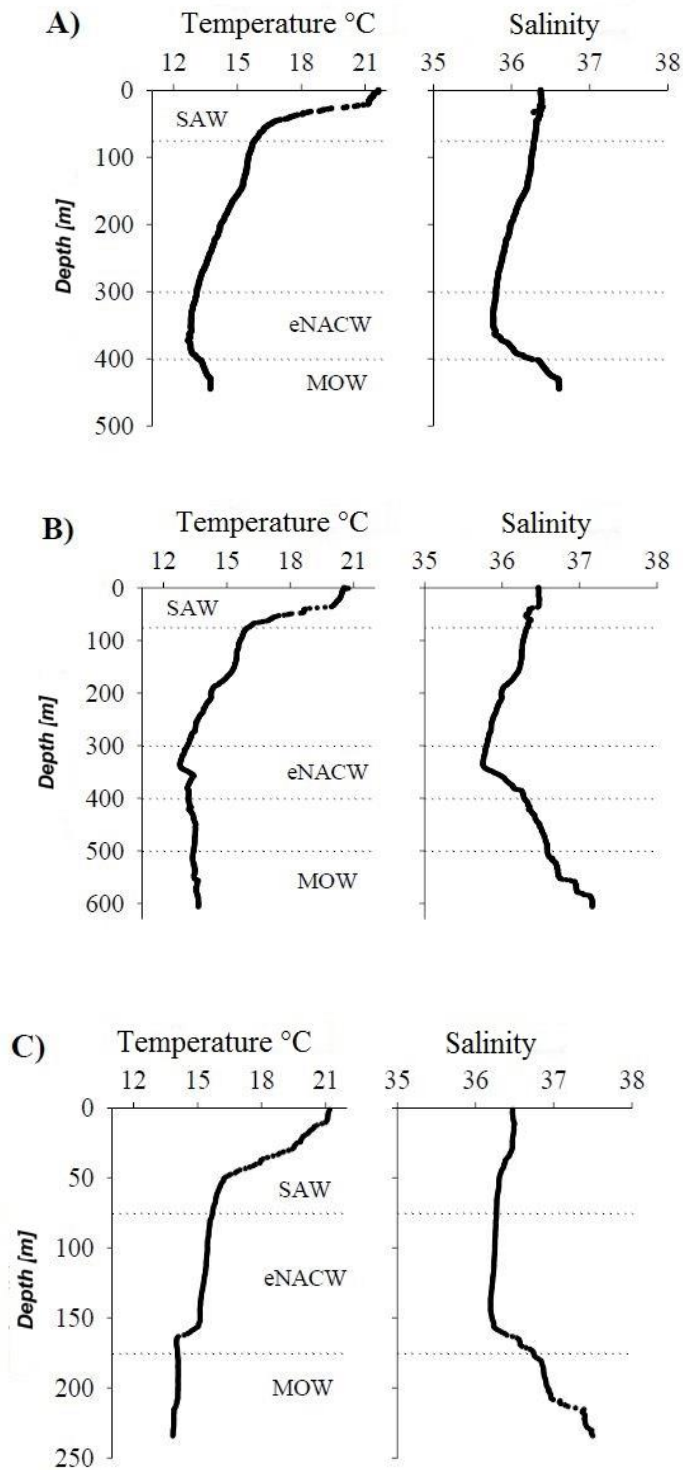 A)
Temperature °C Salinity
12 15 18 21 35 36 37 38
0
SAW
100
200
Depth [m]
300
eNACW
400
MOW
500
B)
Temperature °C Salinity
12 15 18 21 35 36 37 38
0
SAW
100
200
Depth [m]
300
eNACW
400
500
MOW
600
C)
Temperature °C Salinity
12 15 18 21 35 36 37 38
0
50
SAW
100
eNACW
Depth [m]
150
MOW
200
250